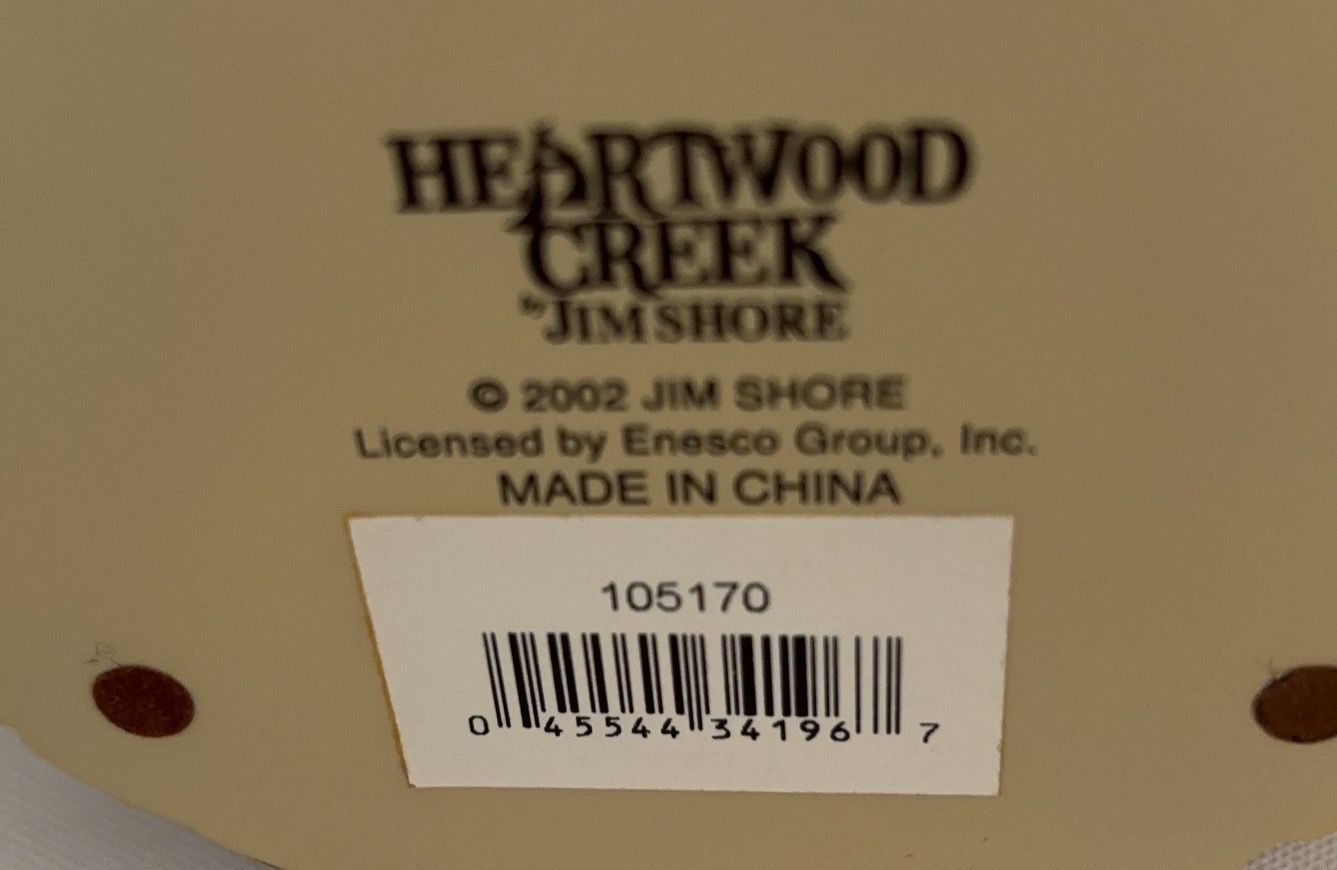 HEARTWOOD
CREEK
by JIM SHORE
© 2002 JIM SHORE
Licensed by Enesco Group, Inc.
MADE IN CHINA
105170
0 45544 34196 7